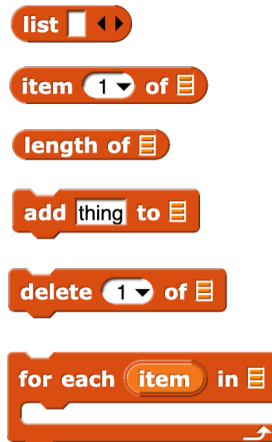 list
item 1 of
length of
add thing to
delete 1 of
for each item in